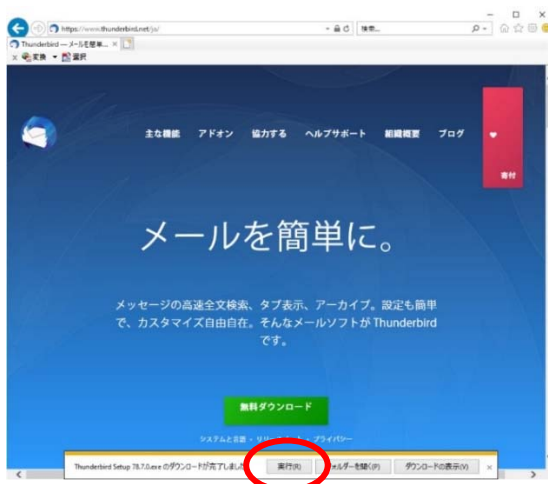 https://www.thunderbird.net/ja/
検索...
Thunderbird — メールを簡単...
変換 選択
主な機能 アドオン 協力する ヘルプサポート 組織概要 ブログ
寄付
メールを簡単に。
メッセージの高速全文検索、タブ表示、アーカイブ。設定も簡単
で、カスタマイズ自由自在。そんなメールソフトが Thunderbird
です。
無料ダウンロード
システムと言語
プライバシー
Thunderbird Setup 78.7.0.exe のダウンロードが完了しました
実行(R) フォルダーを開く(P) ダウンロードの表示(V)